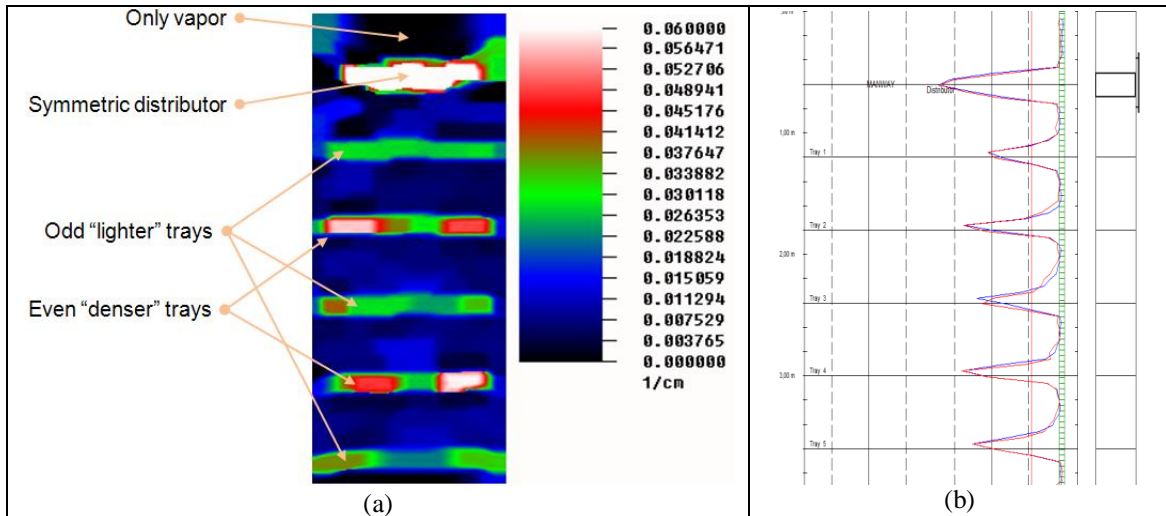 Only vapor
Symmetric distributor
Odd “lighter” trays
Even “denser” trays
0.060000
0.056471
0.052706
0.048941
0.045176
0.041412
0.037647
0.033882
0.030118
0.026353
0.022588
0.018824
0.015059
0.011294
0.007529
0.003765
0.000000
1/cm
(a)
MANWAY
Distributor
1,00 m
Tray 1
Tray 2
2,00 m
Tray 3
Tray 4
Tray 5
(b)